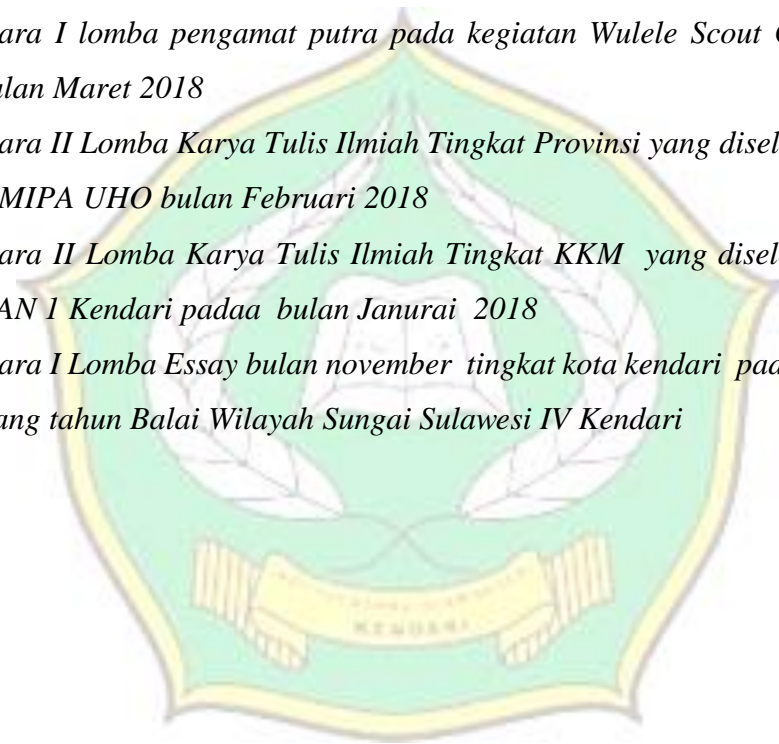 ara I lomba pengamat putra pada kegiatan Wulele Scout
lan Maret 2018
ara II Lomba Karya Tulis Ilmiah Tingkat Provinsi yang disel
MIPA UHO bulan Februari 2018
ara II Lomba Karya Tulis Ilmiah Tingkat KKM yang disel
AN 1 Kendari padaa bulan Janurai 2018
ara I Lomba Essay bulan november tingkat kota kendari pad
ang tahun Balai Wilayah Sungai Sulawesi IV Kendari
KENDARI